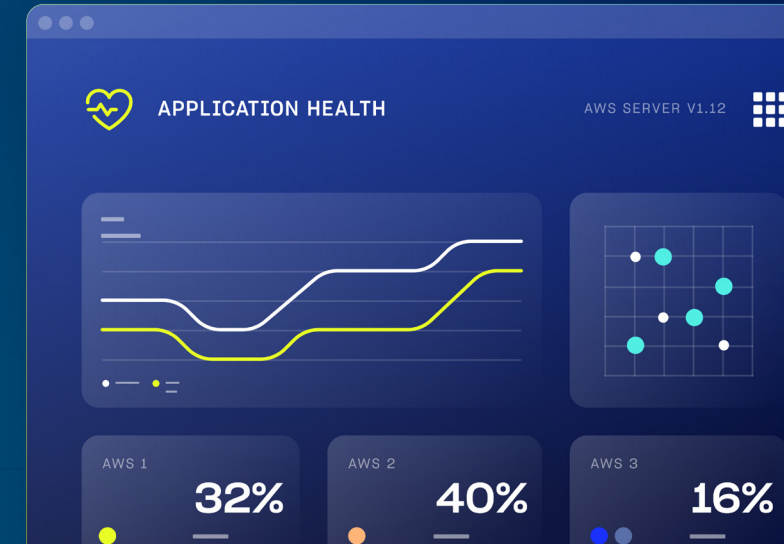 APPLICATION HEALTH
AWS SERVER V1.12
AWS 1
32%
AWS 2
40%
AWS 3
16%